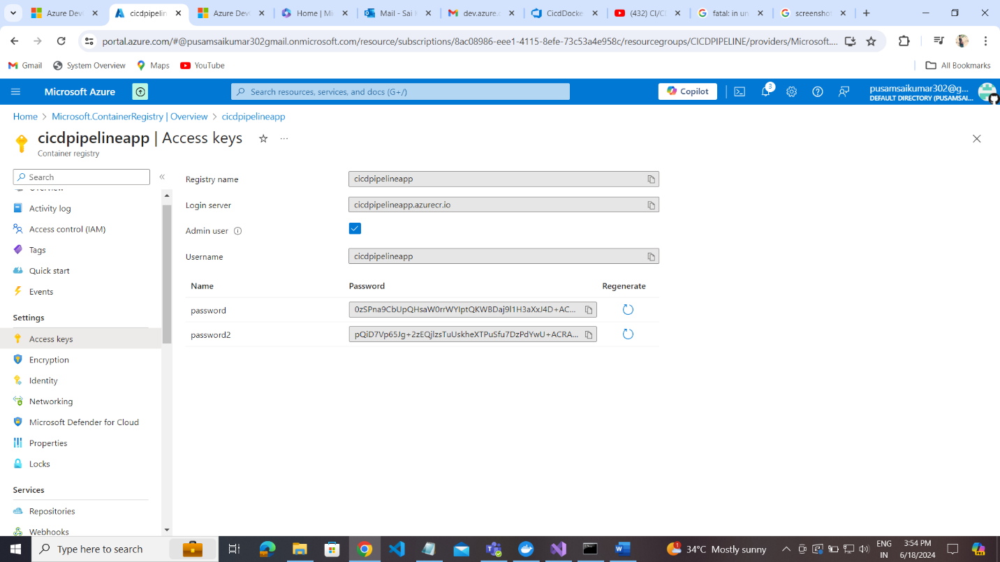 Azure Dev
cicdpipelin
Azure Dev
Home | Mi
Mail - Sai
dev.azure.c
CicdDocke
(432) CI/CD
fatal: in un
screenshot
portal.azure.com/#@pusamsaikumar302gmail.onmicrosoft.com/resource/subscriptions/8ac08986-eee1-4115-8efe-73c53a4e958c/resourcegroups/CICDPIPELINE/providers/Microsoft....
Gmail
System Overview
Maps
YouTube
All Bookmarks
Microsoft Azure
Search resources, services, and docs (G+/)
Copilot
3
pusamsaikumar302@g...
DEFAULT DIRECTORY (PUSAMSAI...
Home > Microsoft.ContainerRegistry | Overview > cicdpipelineapp
cicdpipelineapp | Access keys
Container registry
Search
Overview
Activity log
Access control (IAM)
Tags
Quick start
Events
Settings
Access keys
Encryption
Identity
Networking
Microsoft Defender for Cloud
Properties
Locks
Services
Repositories
Webhooks
Registry name
cicdpipelineapp
Login server
cicdpipelineapp.azurecr.io
Admin user
Username
cicdpipelineapp
Name Password Regenerate
password 0zSPna9CbUpQHsaW0rrWYIptQKWBDaj9l1H3aXxJ4D+AC...
password2 pQiD7Vp65Jg+2zEQjlzsTuUskheXTPuSfu7DzPdYwU+ACRA...
Type here to search
34°C Mostly sunny
ENG
IN
3:54 PM
6/18/2024